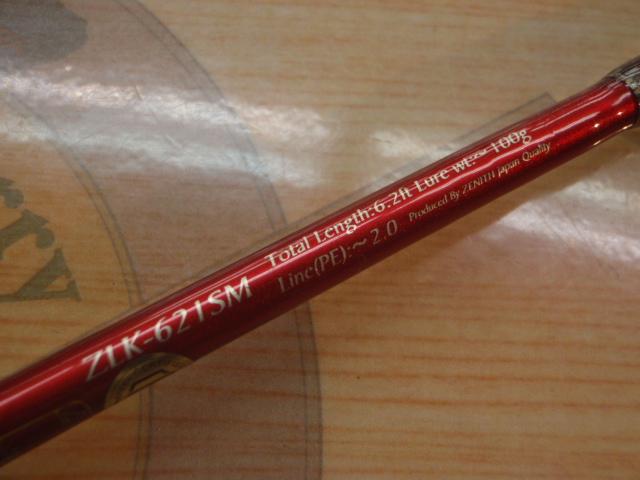 ZLK-621SM
Total Length:6.2ft Lure wt:~100g
Line(PE):~2.0
Produced By ZENITH Japan Quality